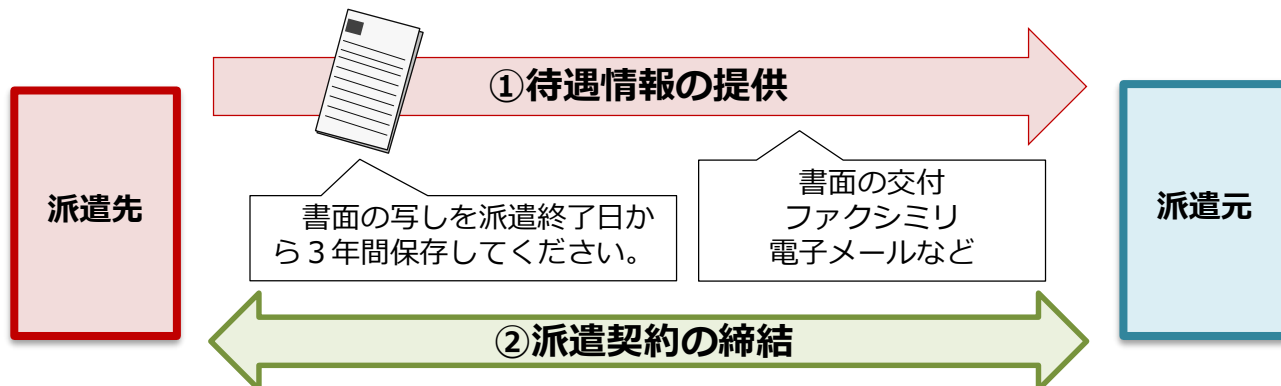 ①待遇情報の提供
派遣先
書面の写しを派遣終了日か
ら３年間保存してください。
書面の交付
ファクシミリ
電子メールなど
派遣元
②派遣契約の締結